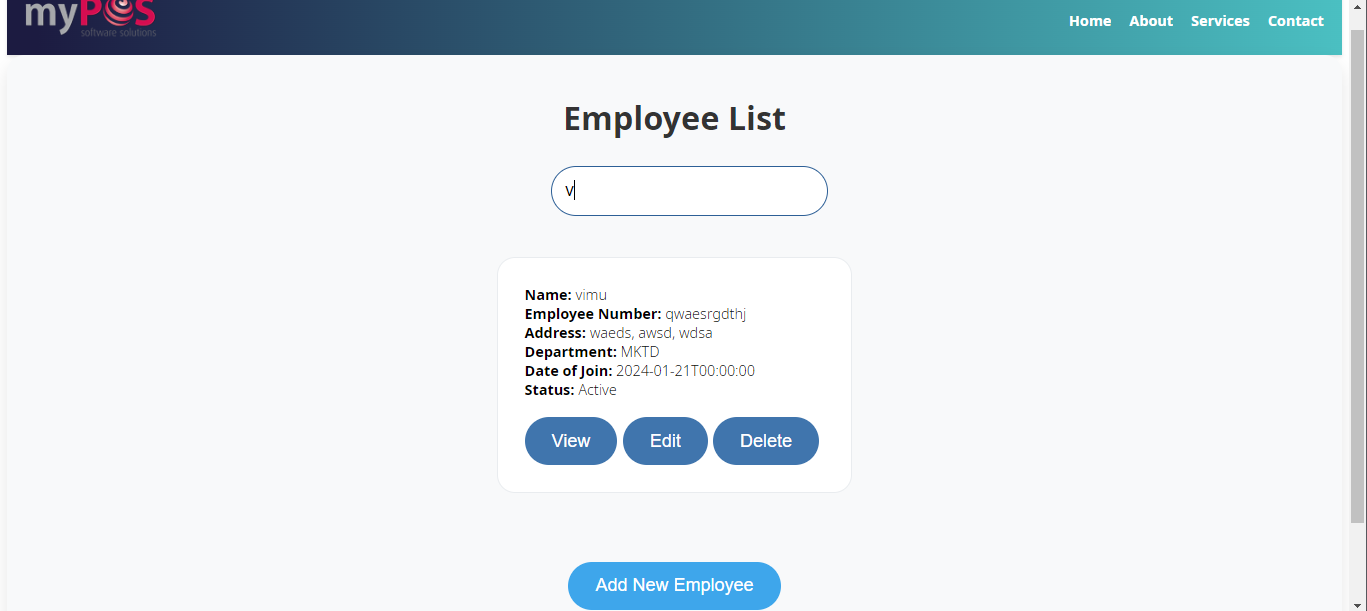 myPOS
software solutions
Home About Services Contact
Employee List
V
Name: vimu
Employee Number: qwaesrgdthj
Address: waeds, awsd, wdsa
Department: MKTD
Date of Join: 2024-01-21T00:00:00
Status: Active
View Edit Delete
Add New Employee